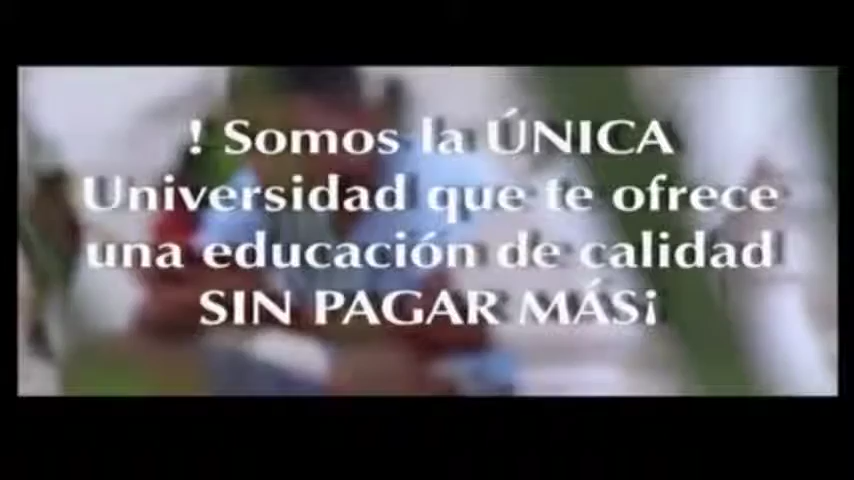 ! Somos la ÚNICA
Universidad que te ofrece
una educación de calidad
SIN PAGAR MÁS¡